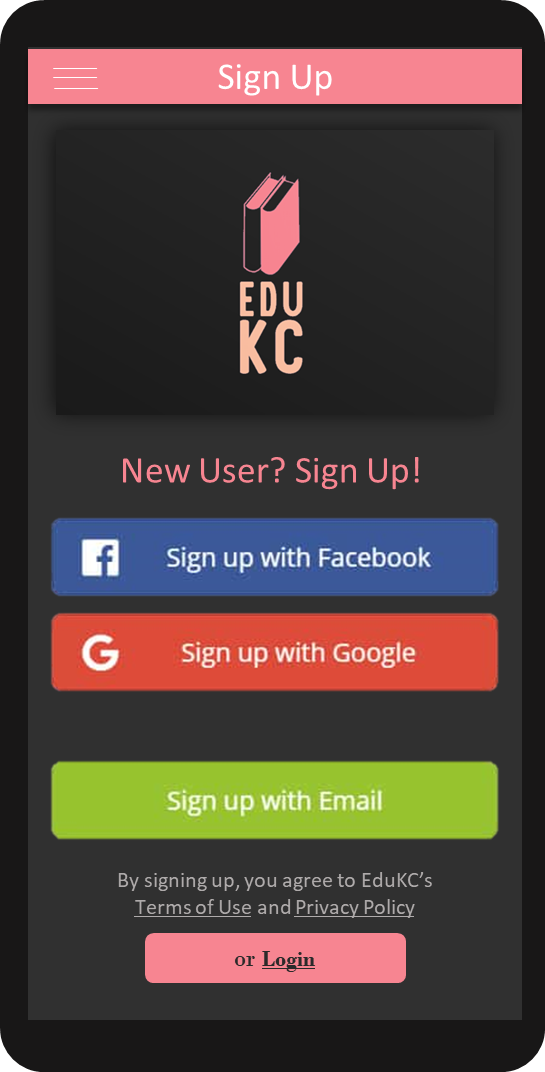 Sign Up
EDU
KC
New User? Sign Up!
Sign up with Facebook
G Sign up with Google
Sign up with Email
By signing up, you agree to EduKC’s
Terms of Use and Privacy Policy
or Login